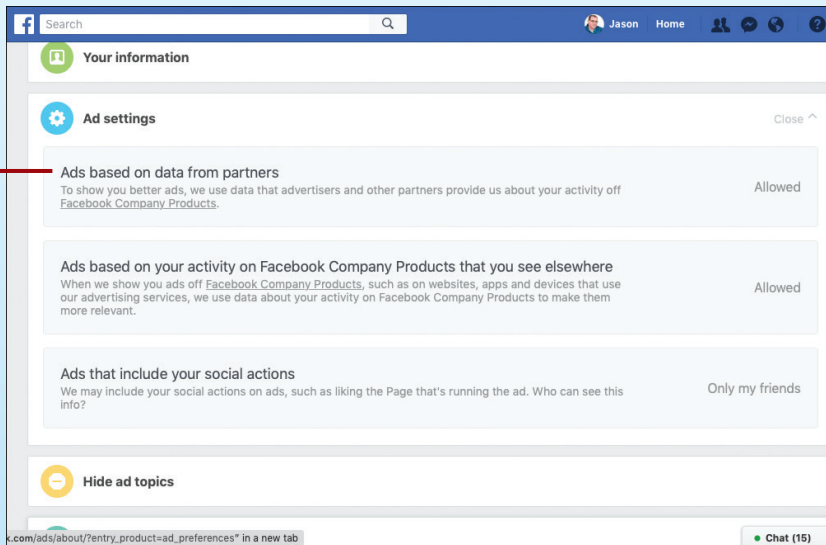 f Search Jason Home ?
Your information
Ad settings Close
Ads based on data from partners
To show you better ads, we use data that advertisers and other partners provide us about your activity off
Facebook Company Products.
Allowed
Ads based on your activity on Facebook Company Products that you see elsewhere
When we show you ads off Facebook Company Products, such as on websites, apps and devices that use
our advertising services, we use data about your activity on Facebook Company Products to make them
more relevant.
Allowed
Ads that include your social actions
We may include your social actions on ads, such as liking the Page that's running the ad. Who can see this
info?
Only my friends
Hide ad topics
k.com/ads/about/?entry_product=ad_preferences" in a new tab
Chat (15)